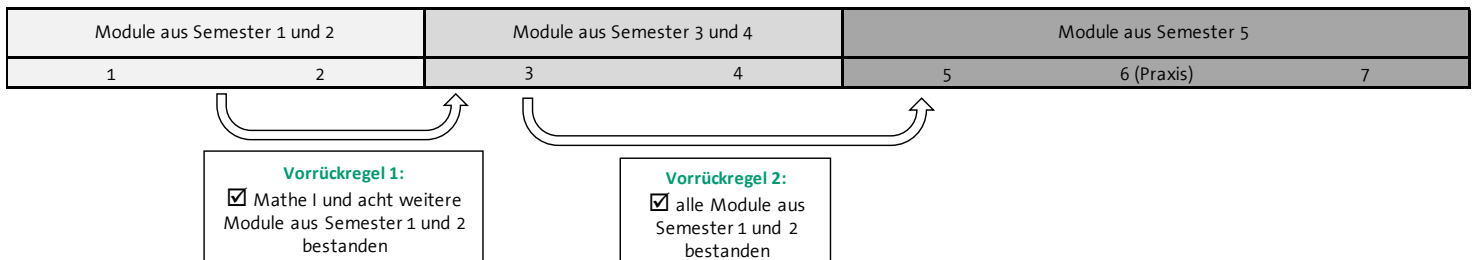 Module aus Semester 1 und 2
Module aus Semester 3 und 4
Module aus Semester 5
1
2
3
4
5
6 (Praxis)
7
Vorrückregel 1:
☑ Mathe I und acht weitere
Module aus Semester 1 und 2
bestanden
Vorrückregel 2:
☑ alle Module aus
Semester 1 und 2
bestanden